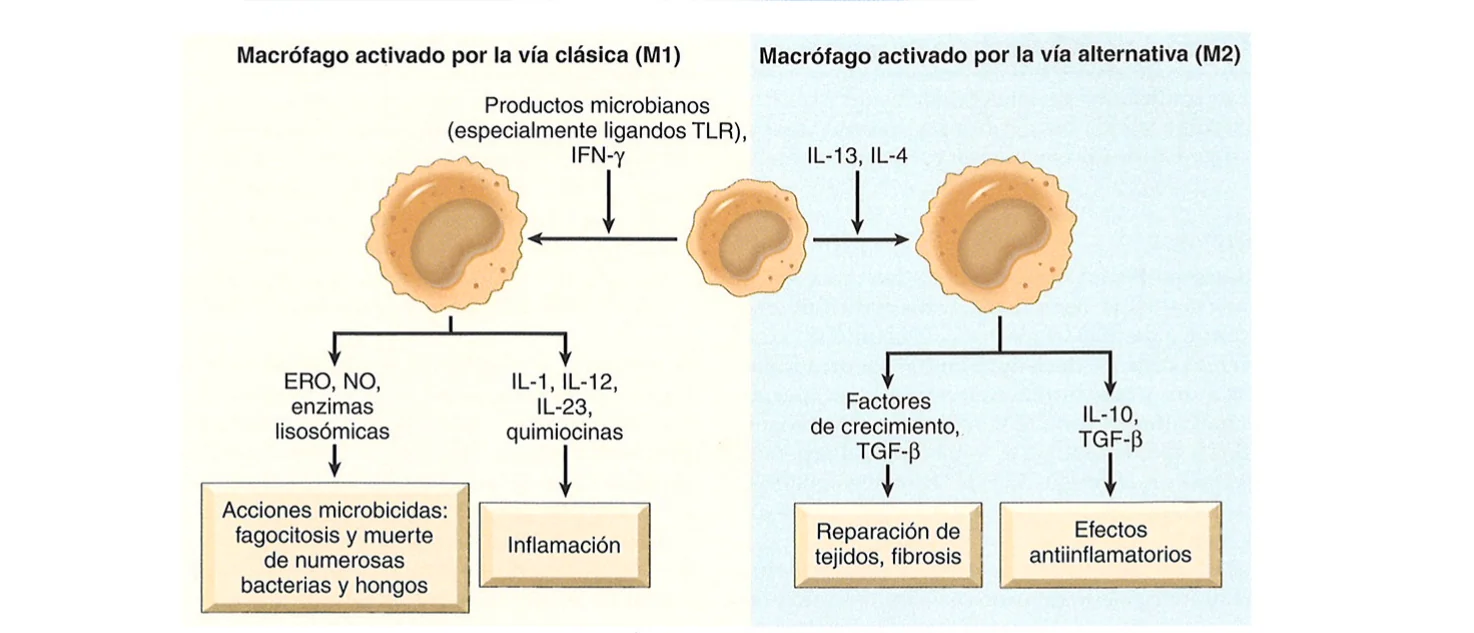 Macrófago activado por la vía clásica (M1)
Macrófago activado por la vía alternativa (M2)
Productos microbianos
(especialmente ligandos TLR),
IFN-γ
IL-13, IL-4
ERO, NO,
enzimas
lisosómicas
IL-1, IL-12,
IL-23,
quimiocinas
Factores
de crecimiento,
TGF-β
IL-10,
TGF-β
Acciones microbicidas:
fagocitosis y muerte
de numerosas
bacterias y hongos
Inflamación
Reparación de
tejidos, fibrosis
Efectos
antiinflamatorios